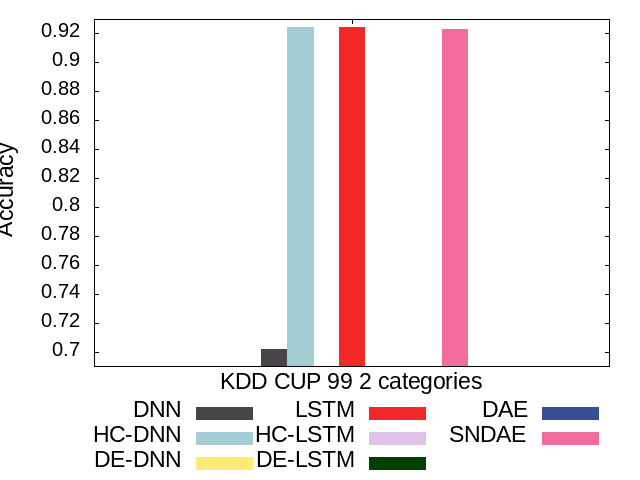 0.92
0.9
0.88
0.86
0.84
0.82
0.8
0.78
0.76
0.74
0.72
0.7
Accuracy
KDD CUP 99 2 categories
DNN LSTM DAE
HC-DNN HC-LSTM SNDAE
DE-DNN DE-LSTM